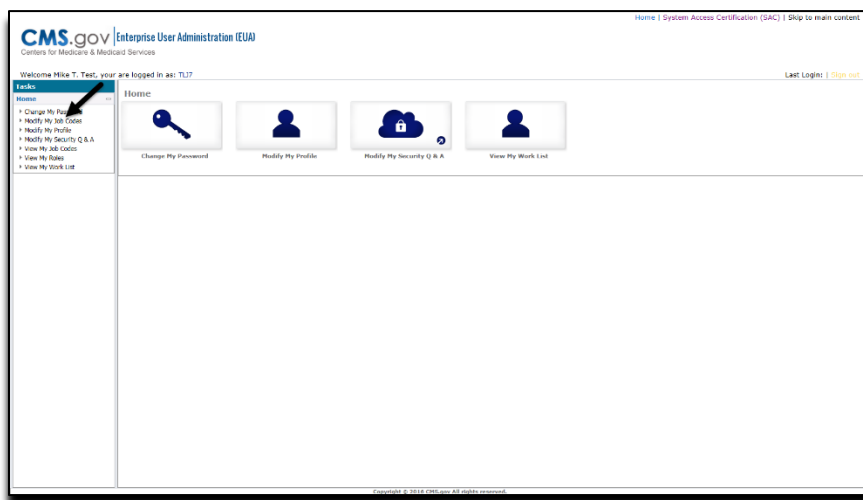 Home | System Access Certification (SAC) | Skip to main content
CMS.gov Enterprise User Administration (EUA)
Centers for Medicare & Medicaid Services
Welcome Mike T. Test, your are logged in as: TLJ7 Last Login: | Sign out
Tasks
Home
Change My
Modify My Job Codes
Modify My Profile
Modify My Security Q & A
View My Job Codes
View My Roles
View My Work List
Home
Change My Password Modify My Profile Modify My Security Q & A View My Work List
Copyright © 2016 CMS.gov All rights reserved.